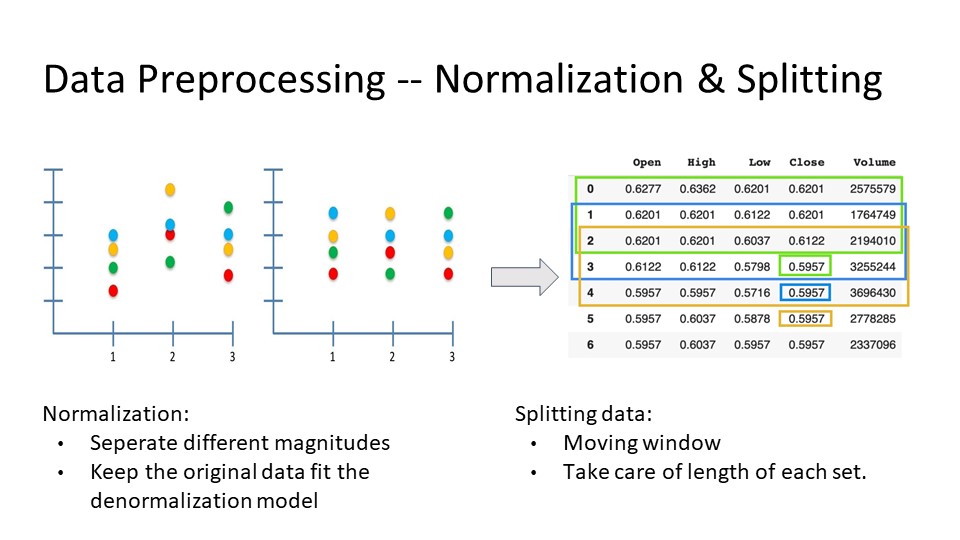 Data Preprocessing -- Normalization & Splitting
1 2 3
1 2 3
Open High Low Close Volume
0 0.6277 0.6362 0.6201 0.6201 2575579
1 0.6201 0.6201 0.6122 0.6201 1764749
2 0.6201 0.6201 0.6037 0.6122 2194010
3 0.6122 0.6122 0.5798 0.5957 3255244
4 0.5957 0.5957 0.5716 0.5957 3696430
5 0.5957 0.6037 0.5878 0.5957 2778285
6 0.5957 0.6037 0.5957 0.5957 2337096
Normalization:
• Seperate different magnitudes
• Keep the original data fit the
denormalization model
Splitting data:
• Moving window
• Take care of length of each set.